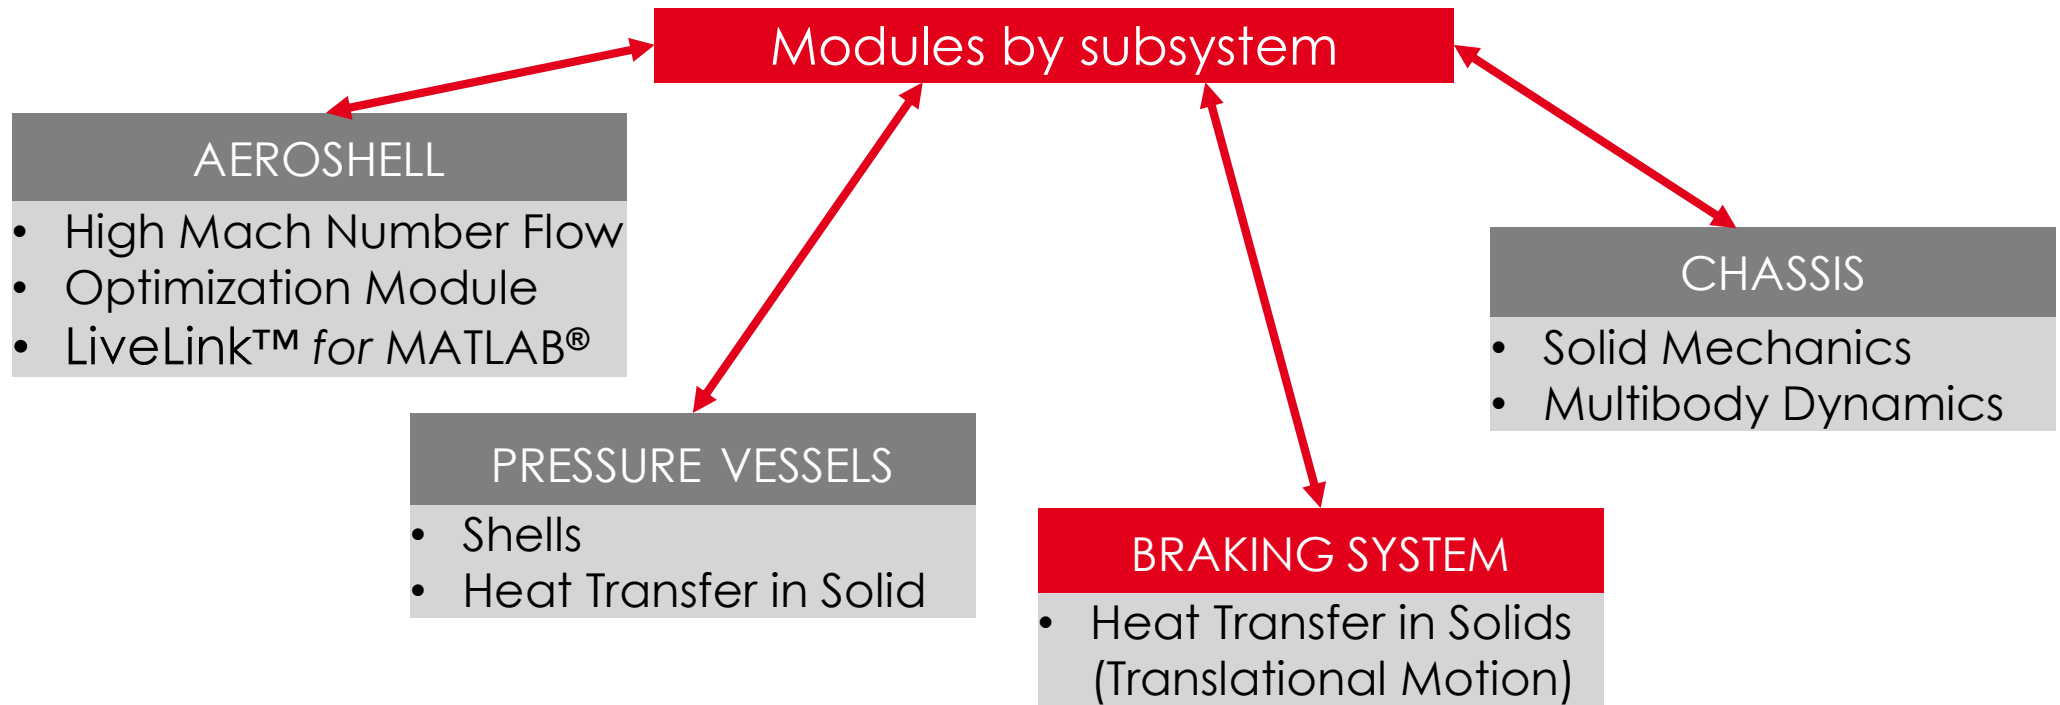 Modules by subsystem
AEROSHELL
• High Mach Number Flow
• Optimization Module
• LiveLink™ for MATLAB®
PRESSURE VESSELS
• Shells
• Heat Transfer in Solid
BRAKING SYSTEM
• Heat Transfer in Solids
(Translational Motion)
CHASSIS
• Solid Mechanics
• Multibody Dynamics